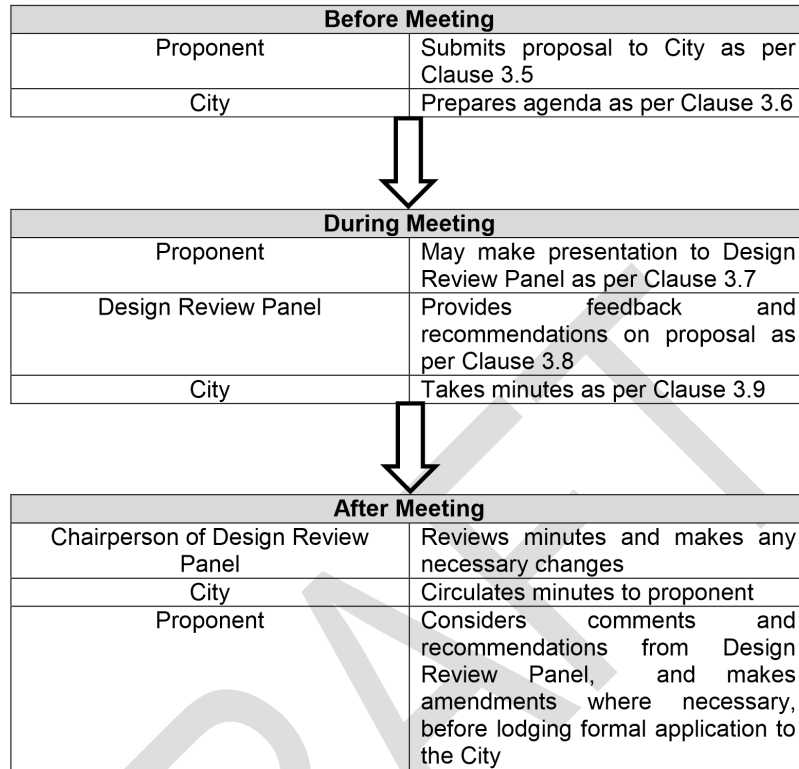 Before Meeting
Proponent
Submits proposal to City as per
Clause 3.5
City
Prepares agenda as per Clause 3.6
During Meeting
Proponent
May make presentation to Design
Review Panel as per Clause 3.7
Design Review Panel
Provides feedback and
recommendations on proposal as
per Clause 3.8
City
Takes minutes as per Clause 3.9
After Meeting
Chairperson of Design Review
Panel
Reviews minutes and makes any
necessary changes
City
Circulates minutes to proponent
Proponent
Considers comments and
recommendations from Design
Review Panel, and makes
amendments where necessary,
before lodging formal application to
the City
DRAFT